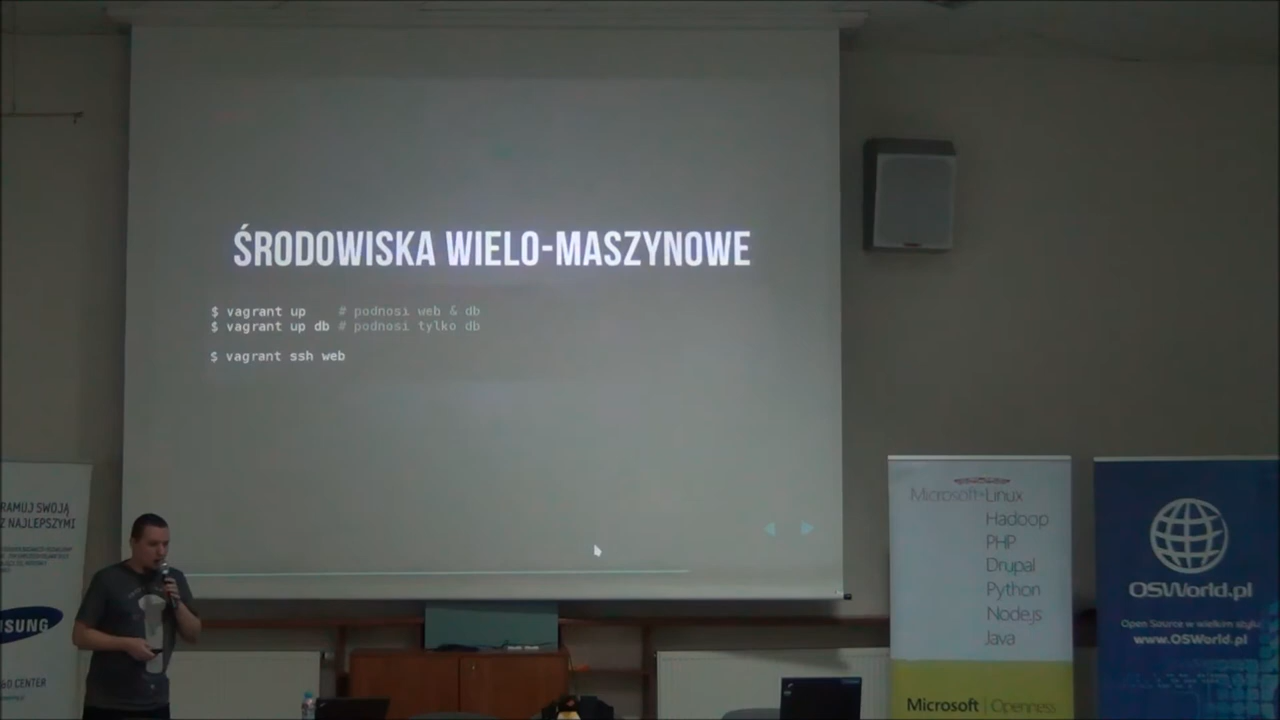 ŚRODOWISKA WIELO-MASZYNOWE
$ vagrant up    # podnosi web & db
$ vagrant up db # podnosi tylko db
$ vagrant ssh web
RAMUJ SWOJĄ
Z NAJLEPSZYMI
SUNG
R&D CENTER
Microsoft+Linux
Hadoop
PHP
Drupal
Python
Node.js
Java
Microsoft | Openness
OSWorld.pl
Open Source w wielkim stylu
www.OSWorld.pl